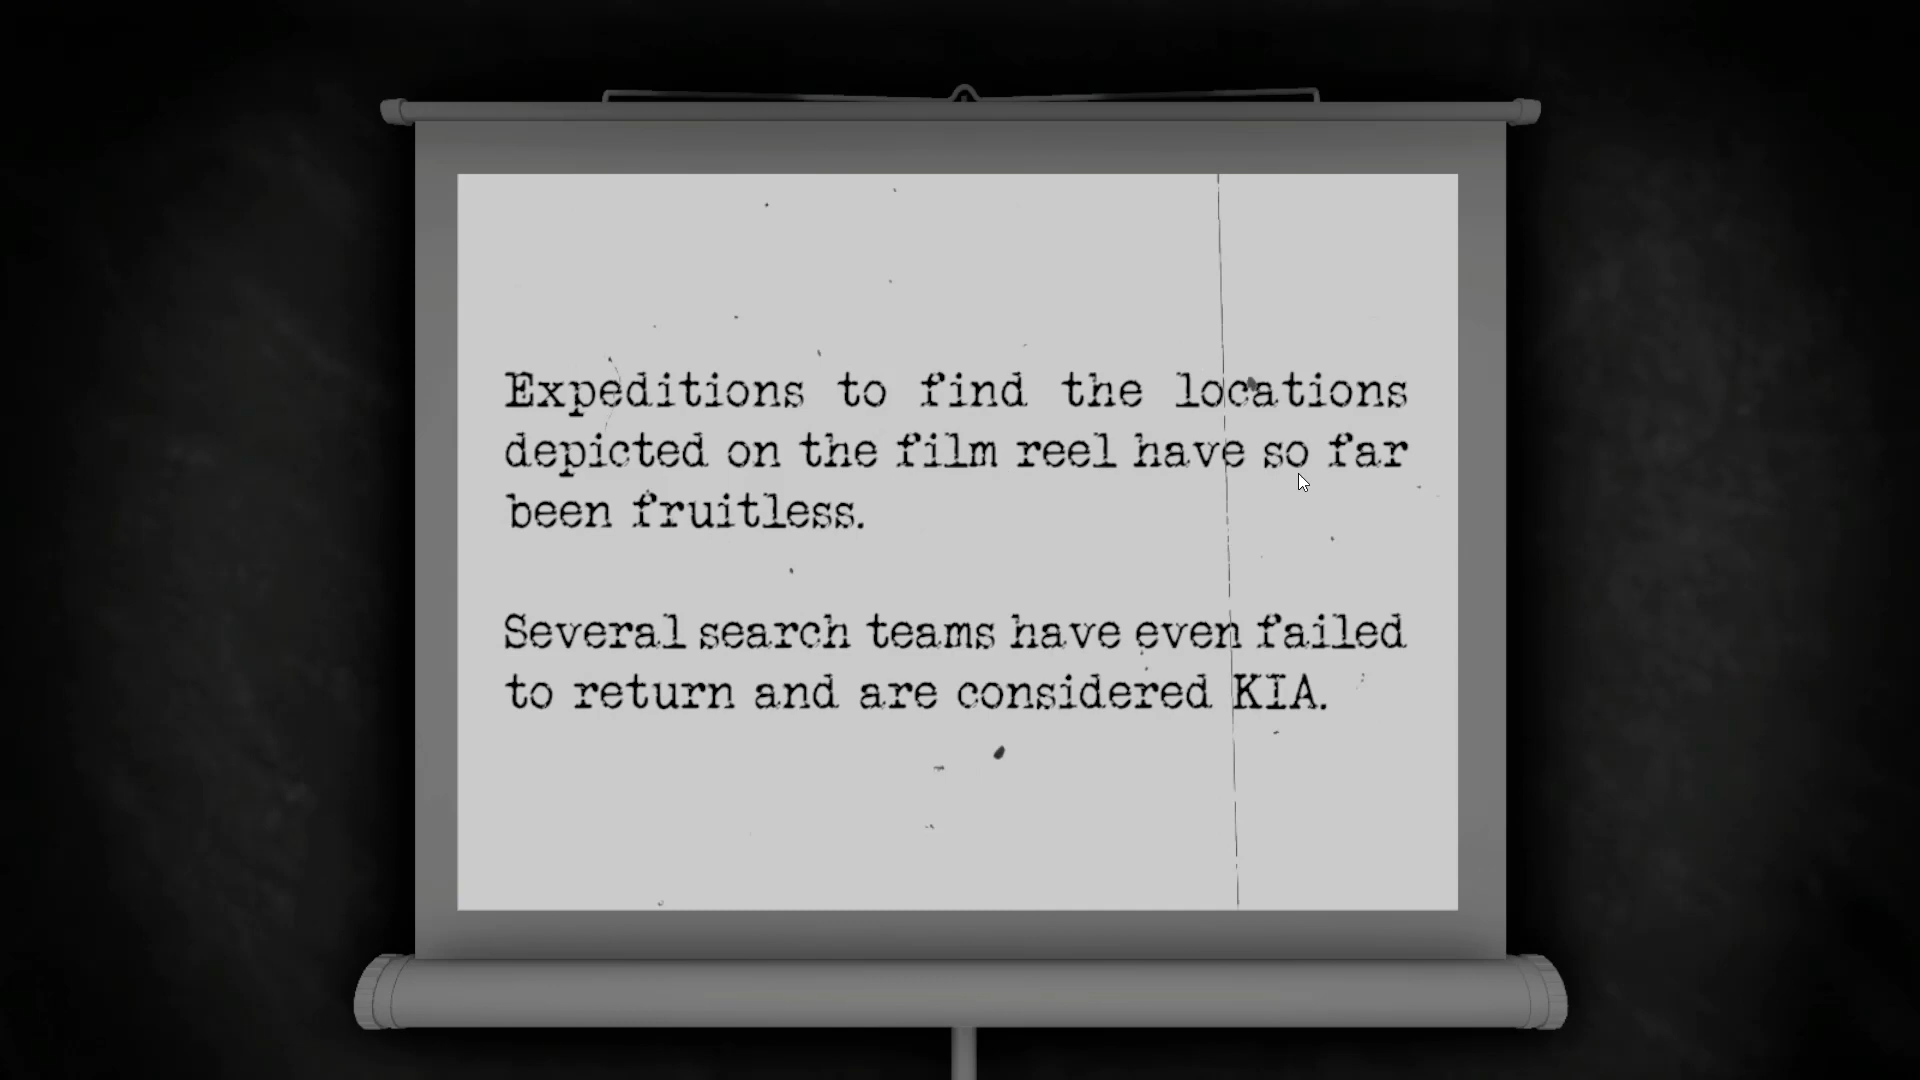 Expeditions to find the locations
depicted on the film reel have so far
been fruitless.
Several search teams have even failed
to return and are considered KIA.